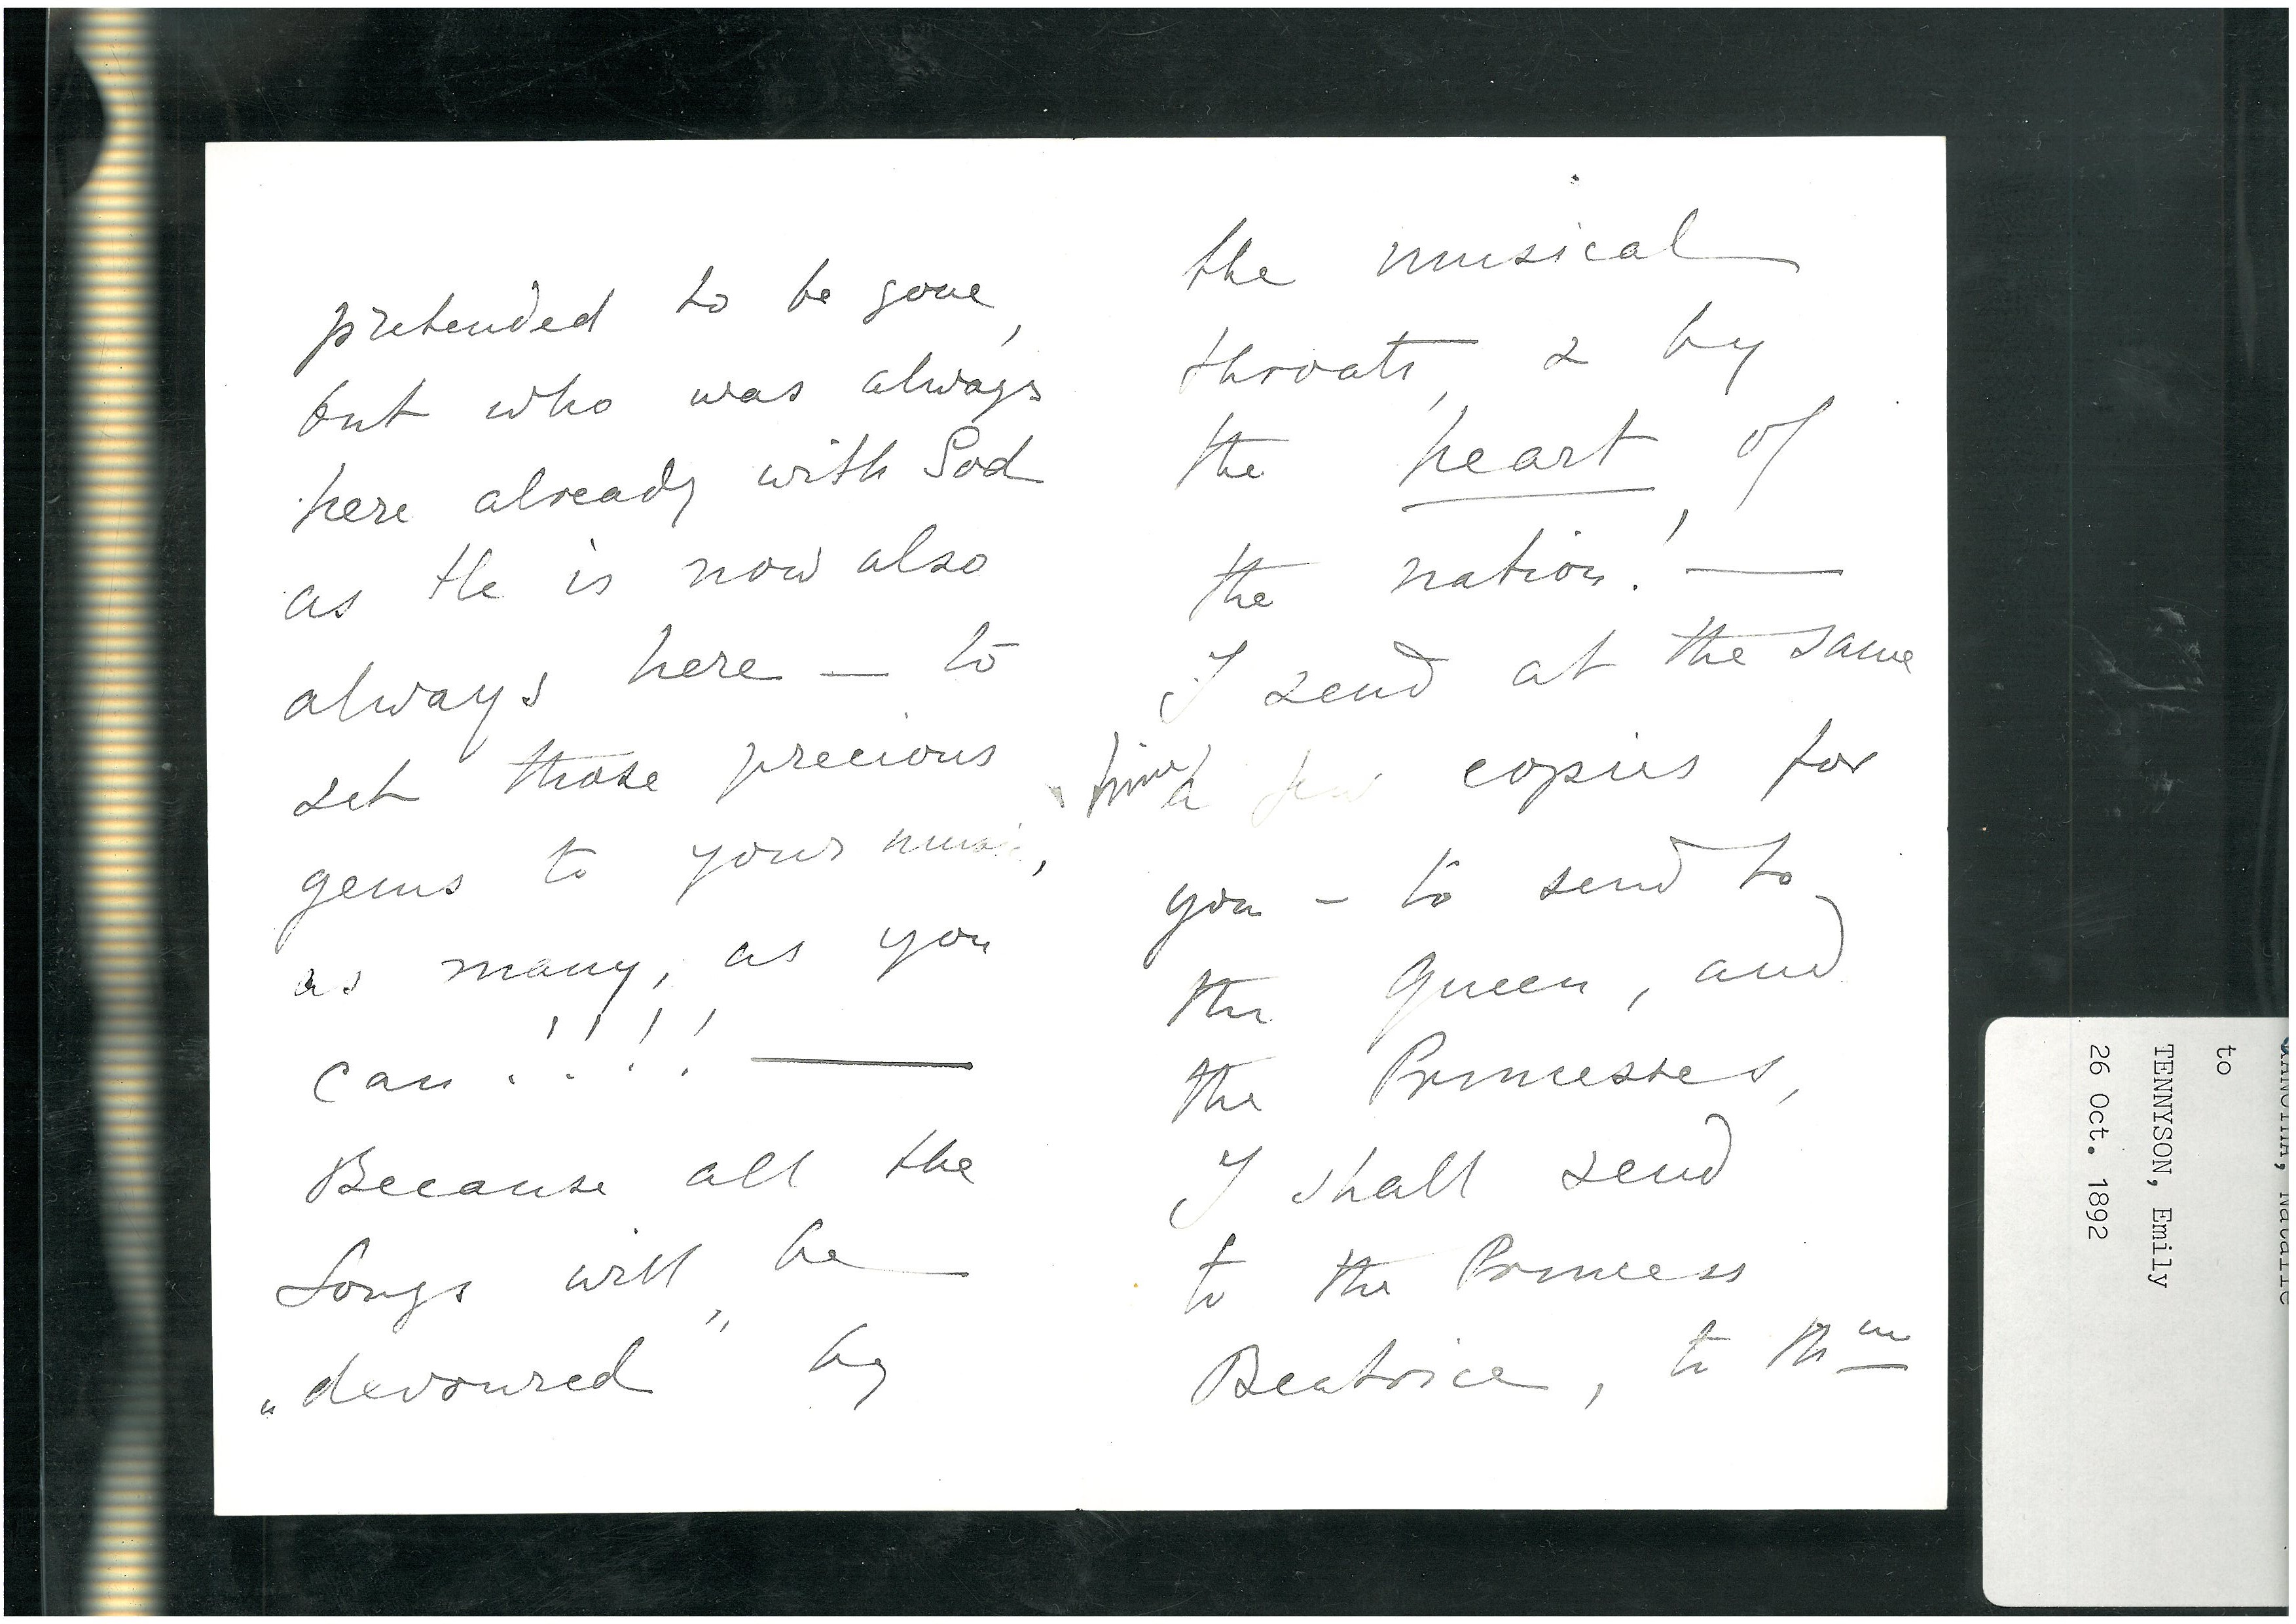 pretended to be gone,
but who was always
here already with God
as He is now also
always here — to
set those precious
gems to your music,
as many, as you
can!!!! —
Because all the
Songs will be
„devoured” by
the musical
throats, & by
the heart, of
the nation! —
I send at the same
time a few copies for
you – to send to
the Queen, and
the Princesses,
I shall send
to the Princess
Beatrice, to Mme
to
TENNYSON, Emily
26 Oct. 1892